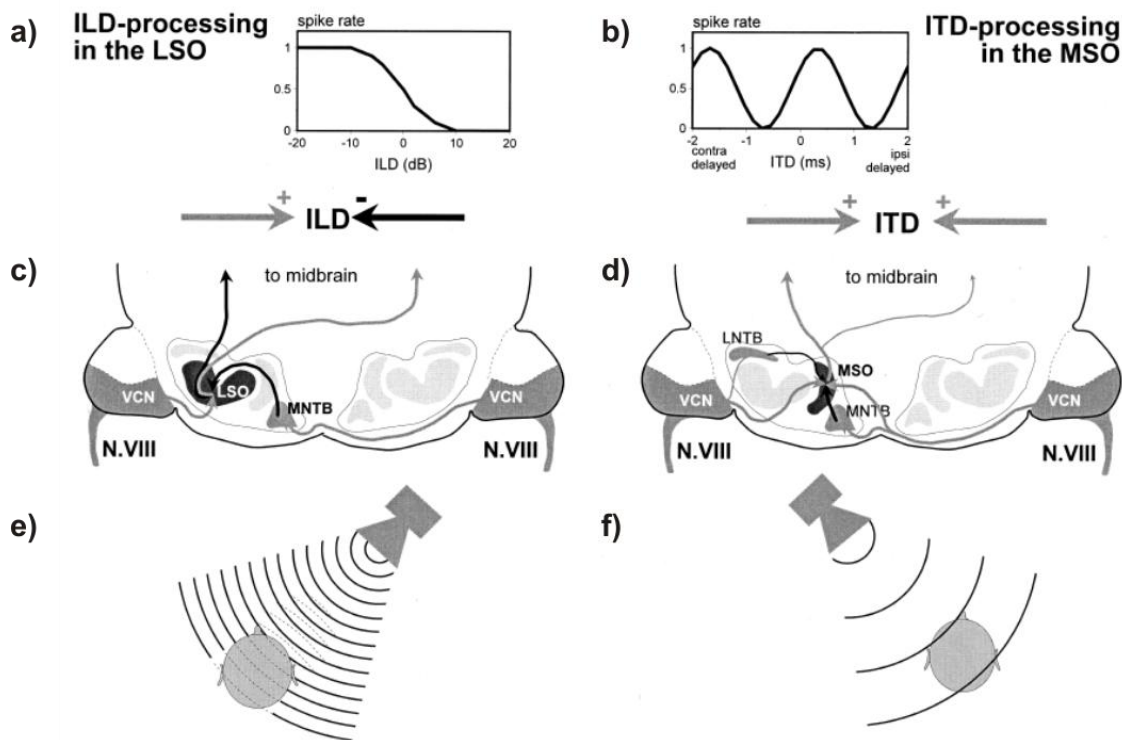 a)
ILD-processing
in the LSO
spike rate
1
0.5
0
-20
-10
0
10
20
ILD (dB)
b)
ITD-processing
in the MSO
spike rate
1
0.5
0
-2
-1
0
1
2
contra
delayed
ITD (ms)
ipsi
delayed
+ ILD -
+ ITD +
c)
to midbrain
LSO
MNTB
VCN
VCN
N.VIII
N.VIII
d)
to midbrain
LNTB
MSO
MNTB
VCN
VCN
N.VIII
N.VIII
e)
f)